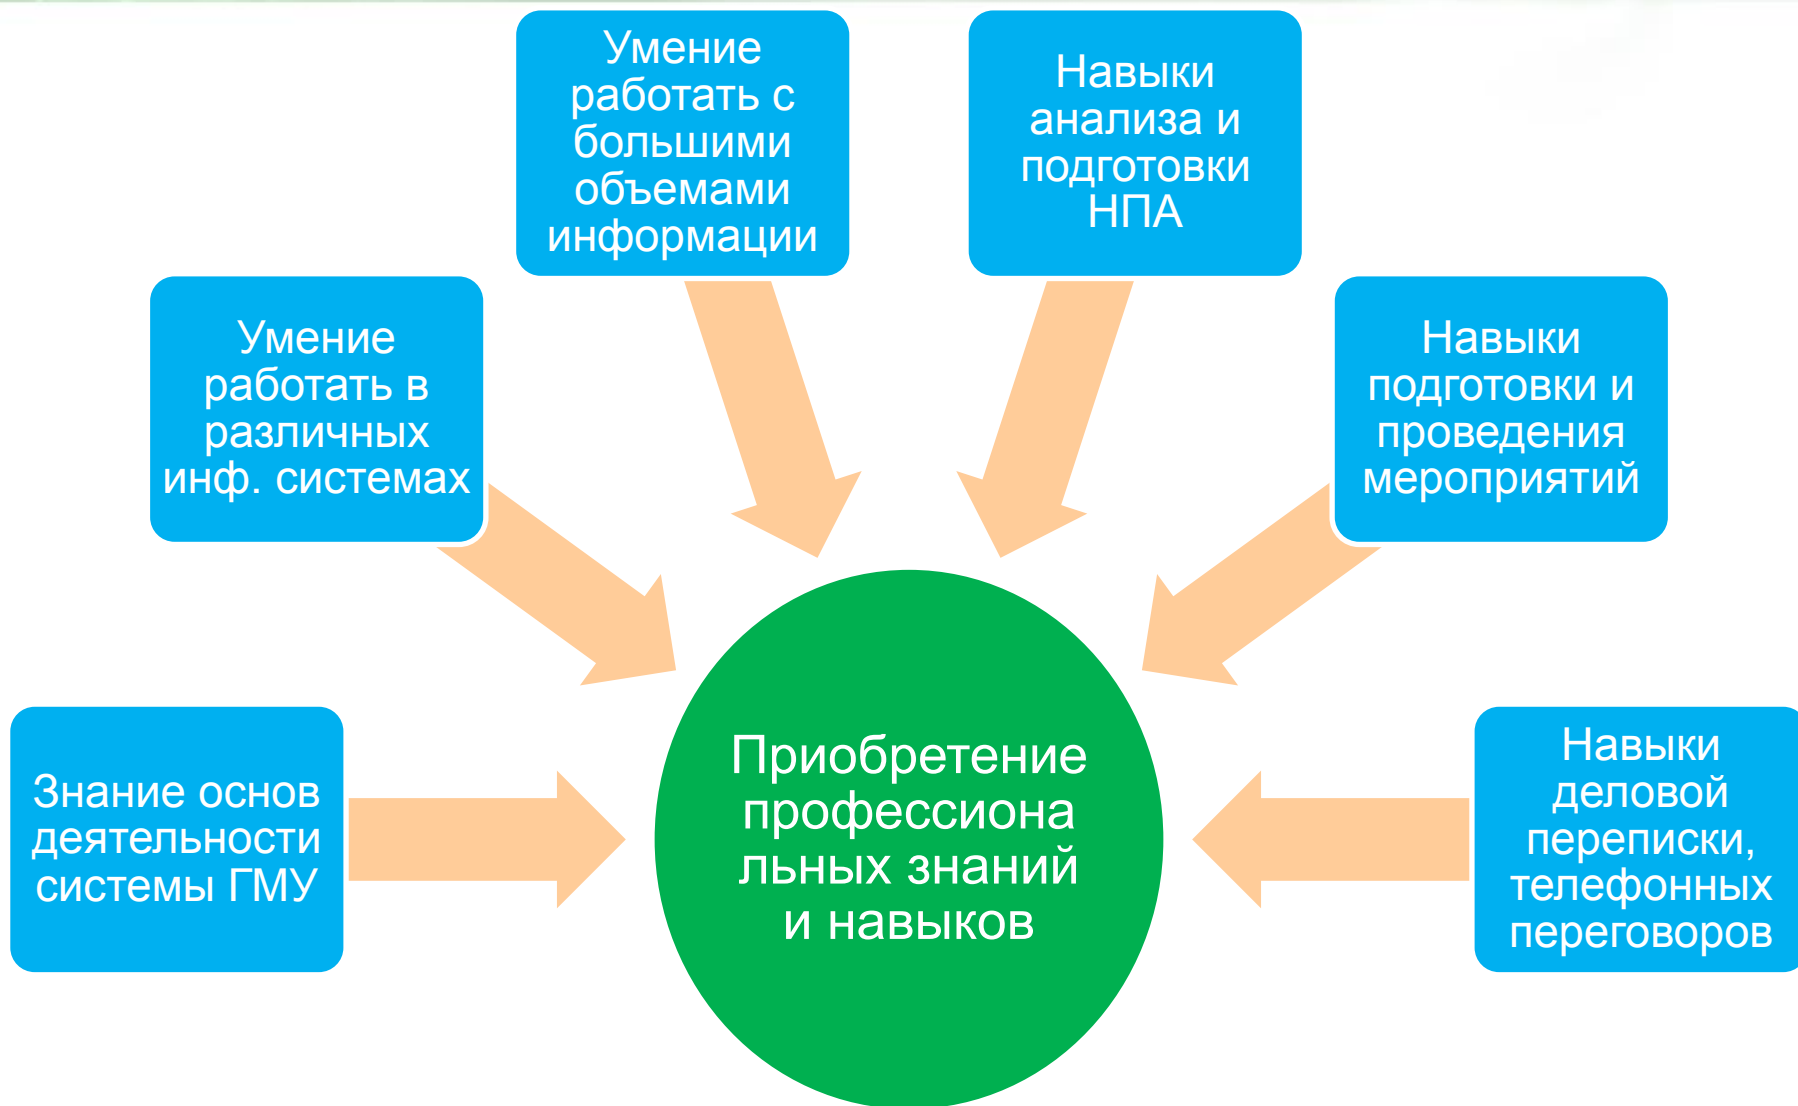 Умение
работать с
большими
объемами
информации
Навыки
анализа и
подготовки
НПА
Умение
работать в
различных
инф. системах
Навыки
подготовки и
проведения
мероприятий
Знание основ
деятельности
системы ГМУ
Приобретение
профессиона
льных знаний
и навыков
Навыки
деловой
переписки,
телефонных
переговоров